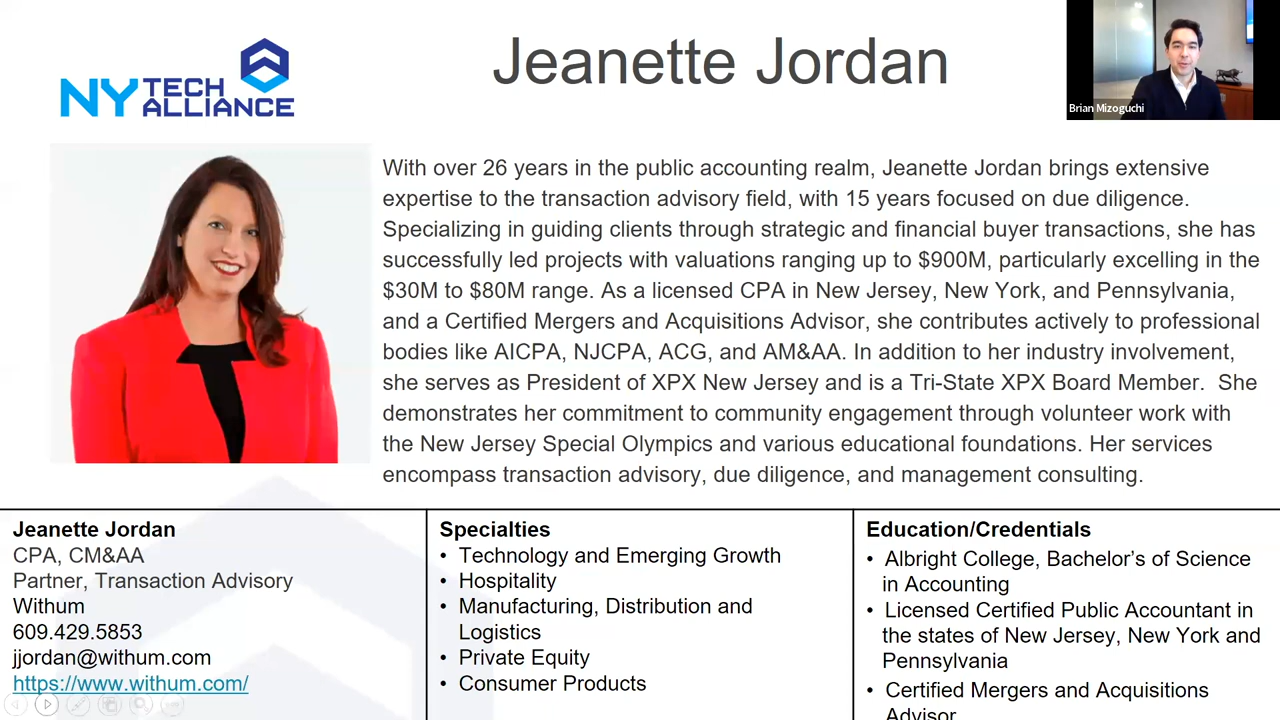 Jeanette Jordan
NY TECH
ALLIANCE
Brian Mizoguchi
With over 26 years in the public accounting realm, Jeanette Jordan brings extensive
expertise to the transaction advisory field, with 15 years focused on due diligence.
Specializing in guiding clients through strategic and financial buyer transactions, she has
successfully led projects with valuations ranging up to $900M, particularly excelling in the
$30M to $80M range. As a licensed CPA in New Jersey, New York, and Pennsylvania,
and a Certified Mergers and Acquisitions Advisor, she contributes actively to professional
bodies like AICPA, NJCPA, ACG, and AM&AA. In addition to her industry involvement,
she serves as President of XPX New Jersey and is a Tri-State XPX Board Member.  She
demonstrates her commitment to community engagement through volunteer work with
the New Jersey Special Olympics and various educational foundations. Her services
encompass transaction advisory, due diligence, and management consulting.
Jeanette Jordan
CPA, CM&AA
Partner, Transaction Advisory
Withum
609.429.5853
jjordan@withum.com
https://www.withum.com/
Specialties
• Technology and Emerging Growth
• Hospitality
• Manufacturing, Distribution and
Logistics
• Private Equity
• Consumer Products
Education/Credentials
• Albright College, Bachelor's of Science
in Accounting
• Licensed Certified Public Accountant in
the states of New Jersey, New York and
Pennsylvania
• Certified Mergers and Acquisitions
Advisor